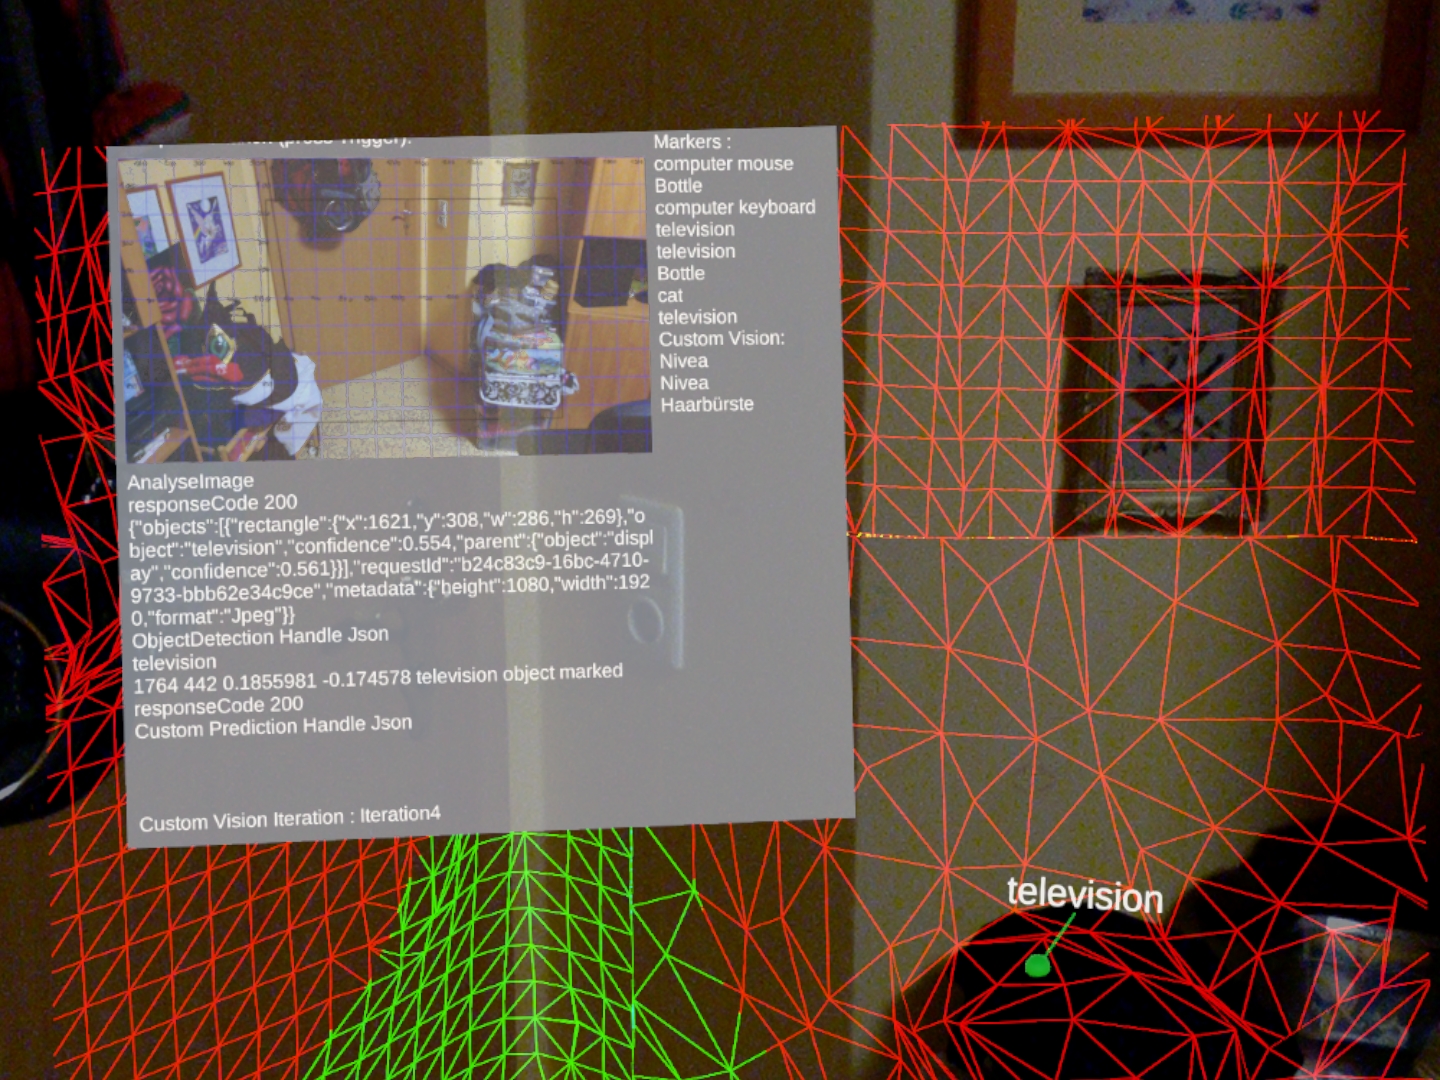 (press Trigger).
Markers :
computer mouse
Bottle
computer keyboard
television
television
Bottle
cat
television
Custom Vision:
Nivea
Nivea
Haarbürste
AnalyseImage
responseCode 200
{"objects":[{"rectangle":{"x":1621,"y":308,"w":286,"h":269},"o
bject":"television","confidence":0.554,"parent":{"object":"displ
ay","confidence":0.561}}],"requestId":"b24c83c9-16bc-4710-
9733-bbb62e34c9ce","metadata":{"height":1080,"width":192
0,"format":"Jpeg"}}
ObjectDetection Handle Json
television
1764 442 0.1855981 -0.174578 television object marked
responseCode 200
Custom Prediction Handle Json
Custom Vision Iteration : Iteration4
television